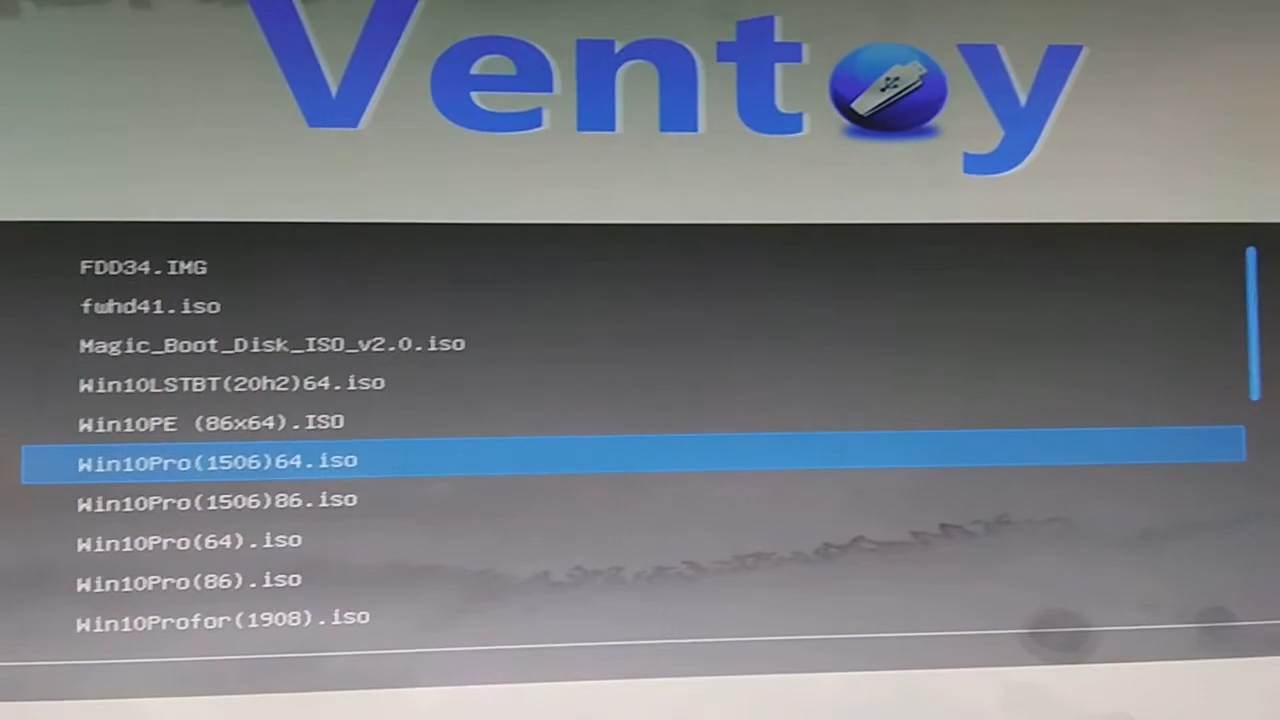 Ventoy
FDD34.IMG
fwhd41.iso
Magic_Boot_Disk_ISO_v2.0.iso
Win10LSTBT(20h2)64.iso
Win10PE (86x64).ISO
Win10Pro(1506)64.iso
Win10Pro(1506)86.iso
Win10Pro(64).iso
Win10Pro(86).iso
Win10Profor(1908).iso